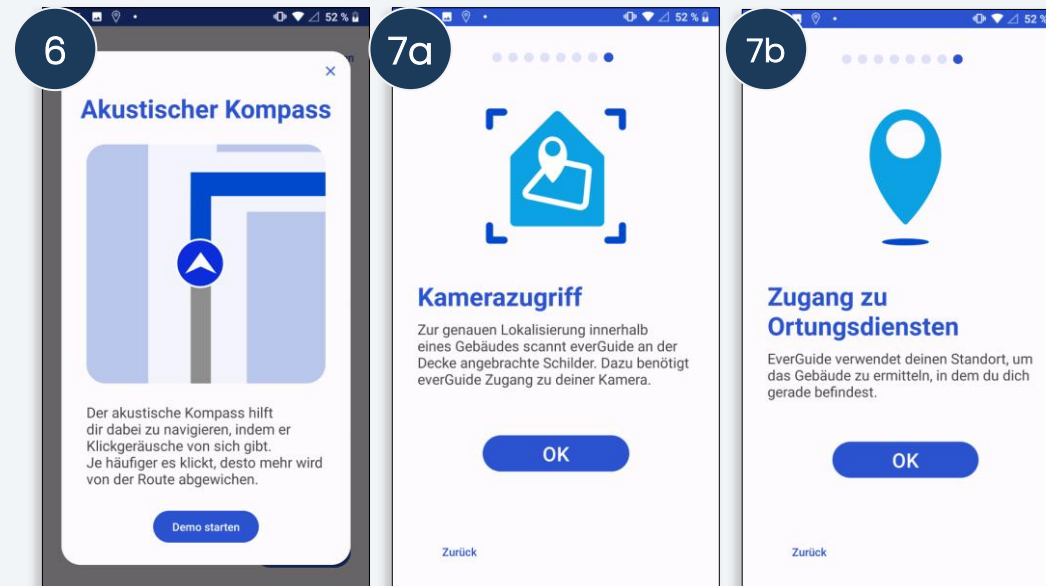 52 %
6
Akustischer Kompass
Der akustische Kompass hilft
dir dabei zu navigieren, indem er
Klickgeräusche von sich gibt.
Je häufiger es klickt, desto mehr wird
von der Route abgewichen.
Demo starten
52 %
7a
Kamerazugriff
Zur genauen Lokalisierung innerhalb
eines Gebäudes scannt everGuide an der
Decke angebrachte Schilder. Dazu benötigt
everGuide Zugang zu deiner Kamera.
OK
Zurück
52 %
7b
Zugang zu
Ortungsdiensten
EverGuide verwendet deinen Standort, um
das Gebäude zu ermitteln, in dem du dich
gerade befindest.
OK
Zurück